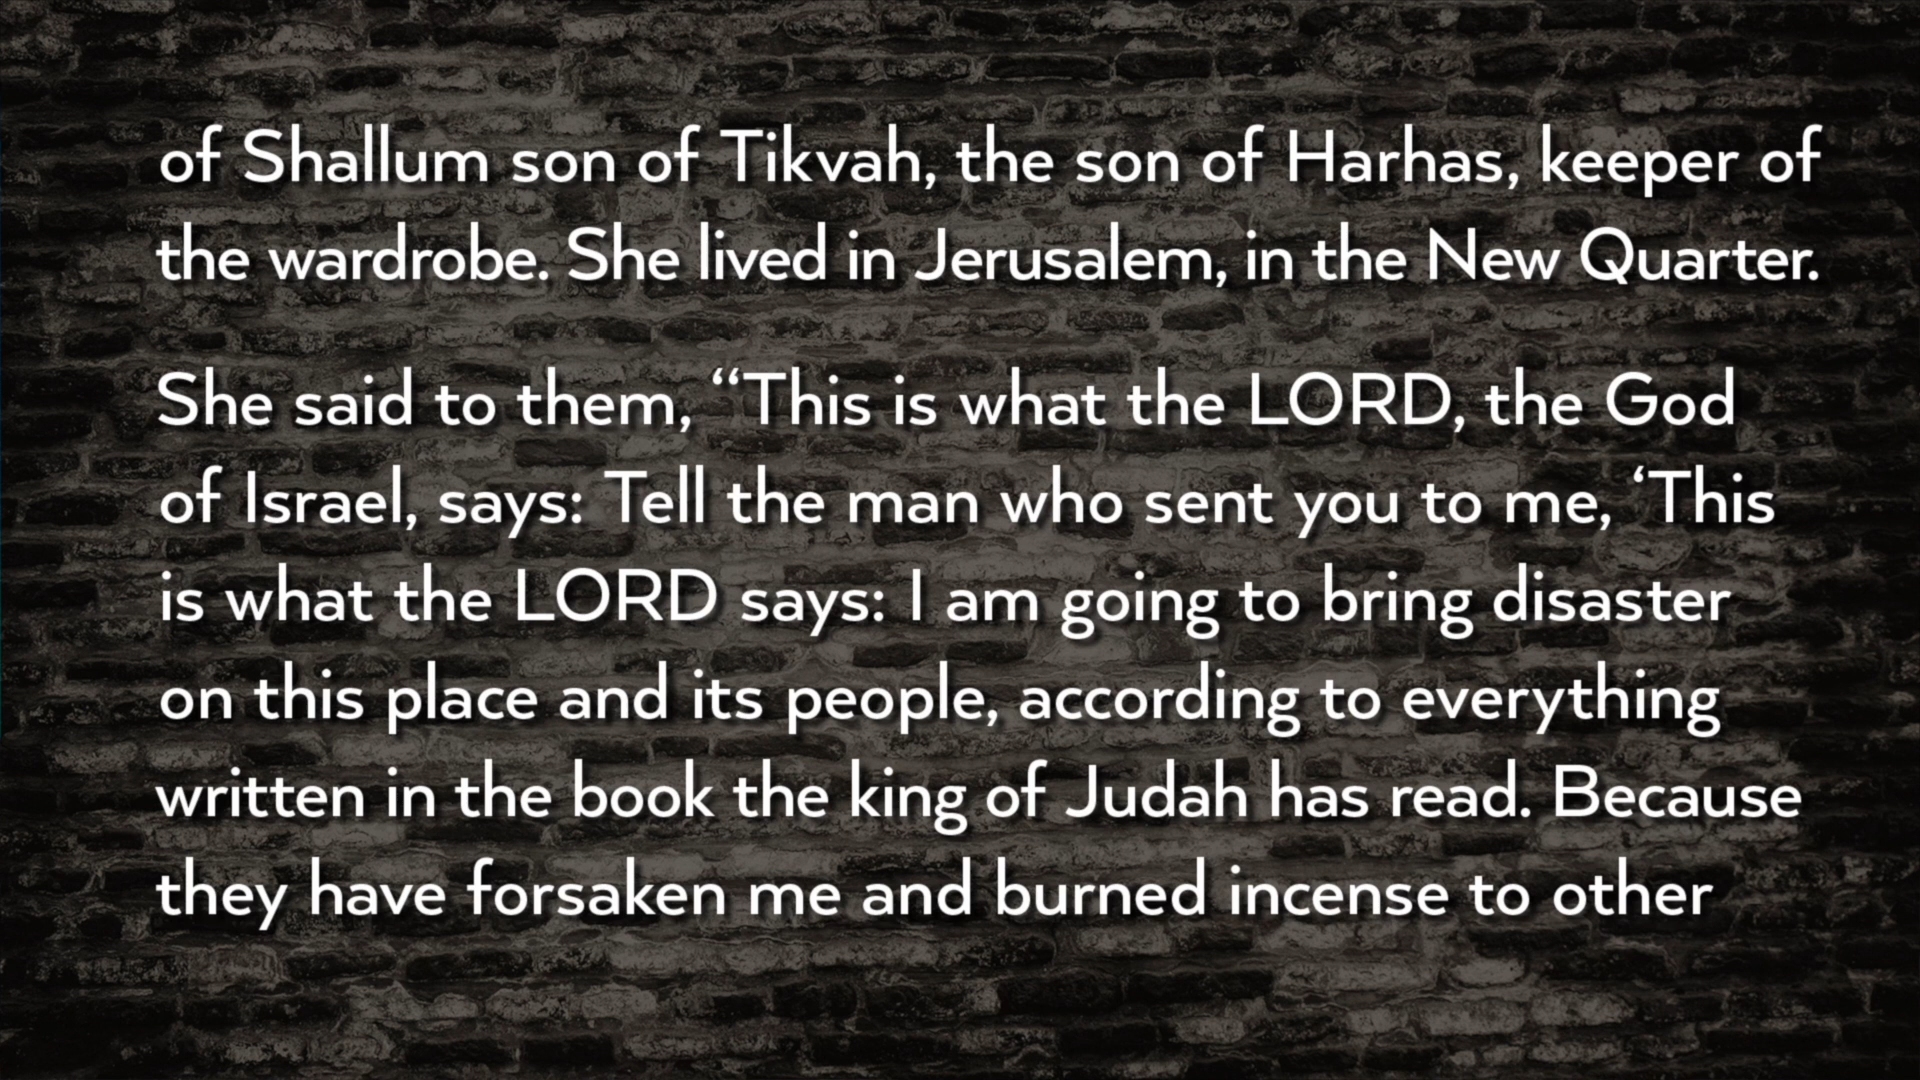 of Shallum son of Tikvah, the son of Harhas, keeper of
the wardrobe. She lived in Jerusalem, in the New Quarter.
She said to them, “This is what the LORD, the God
of Israel, says: Tell the man who sent you to me, ‘This
is what the LORD says: I am going to bring disaster
on this place and its people, according to everything
written in the book the king of Judah has read. Because
they have forsaken me and burned incense to other